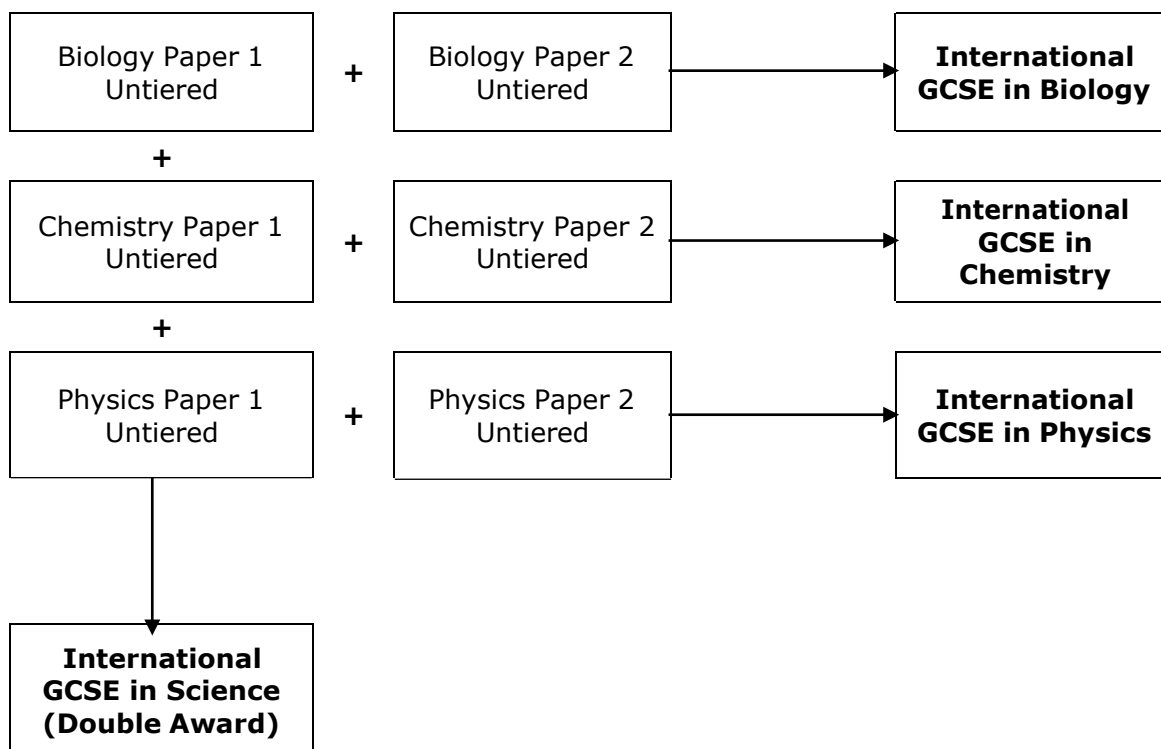 Biology Paper 1
Untiered
+
Biology Paper 2
Untiered
International
GCSE in Biology
+
Chemistry Paper 1
Untiered
+
Chemistry Paper 2
Untiered
International
GCSE in
Chemistry
+
Physics Paper 1
Untiered
+
Physics Paper 2
Untiered
International
GCSE in Physics
International
GCSE in Science
(Double Award)